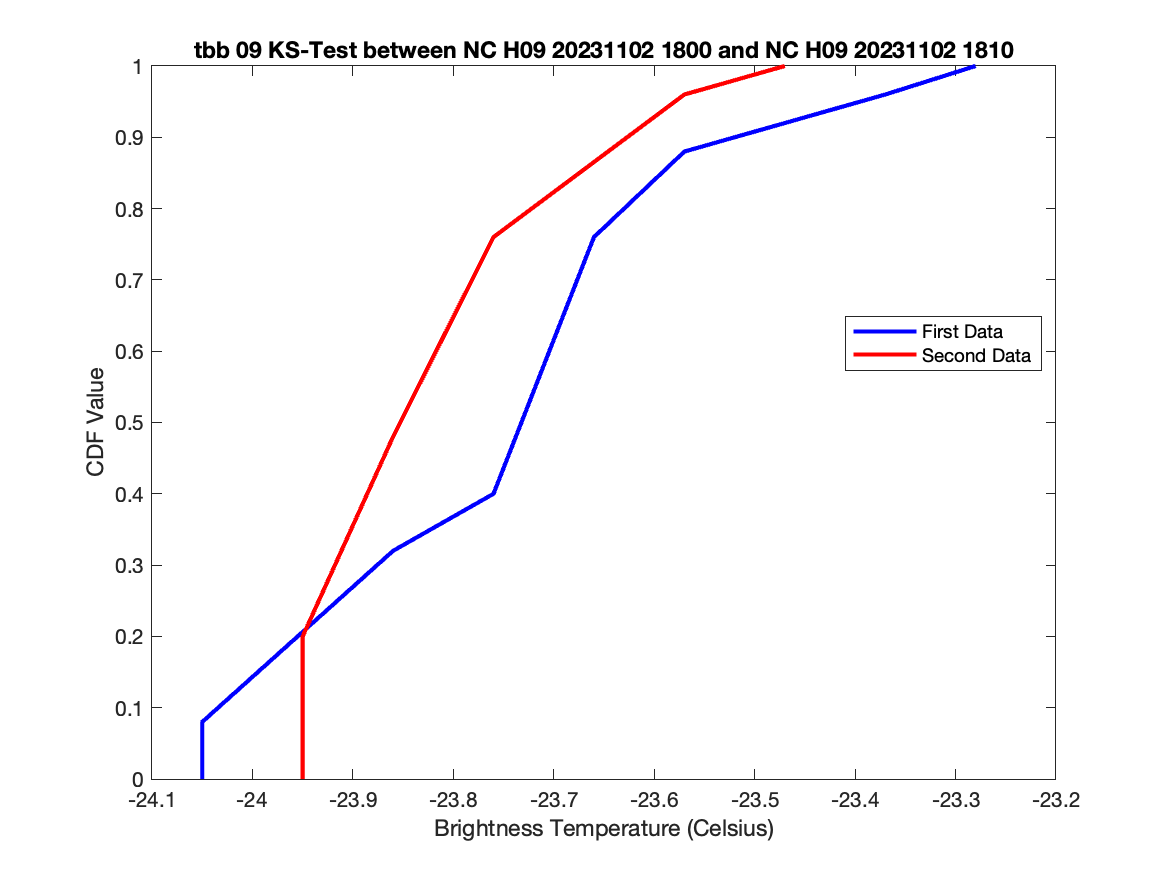 tbb 09 KS-Test between NC H09 20231102 1800 and NC H09 20231102 1810
1
0.9
0.8
0.7
0.6
0.5
0.4
0.3
0.2
0.1
0
CDF Value
First Data
Second Data
-24.1 -24 -23.9 -23.8 -23.7 -23.6 -23.5 -23.4 -23.3 -23.2
Brightness Temperature (Celsius)